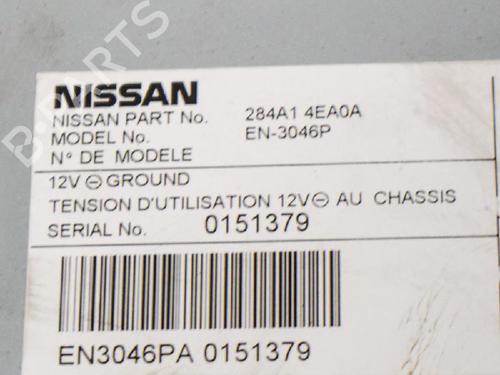 NISSAN
NISSAN PART No. 284A1 4EA0A
MODEL No. EN-3046P
N° DE MODELE
12V ⊖ GROUND
TENSION D'UTILISATION 12V ⊖ AU CHASSIS
SERIAL No. 0151379
EN3046PA 0151379